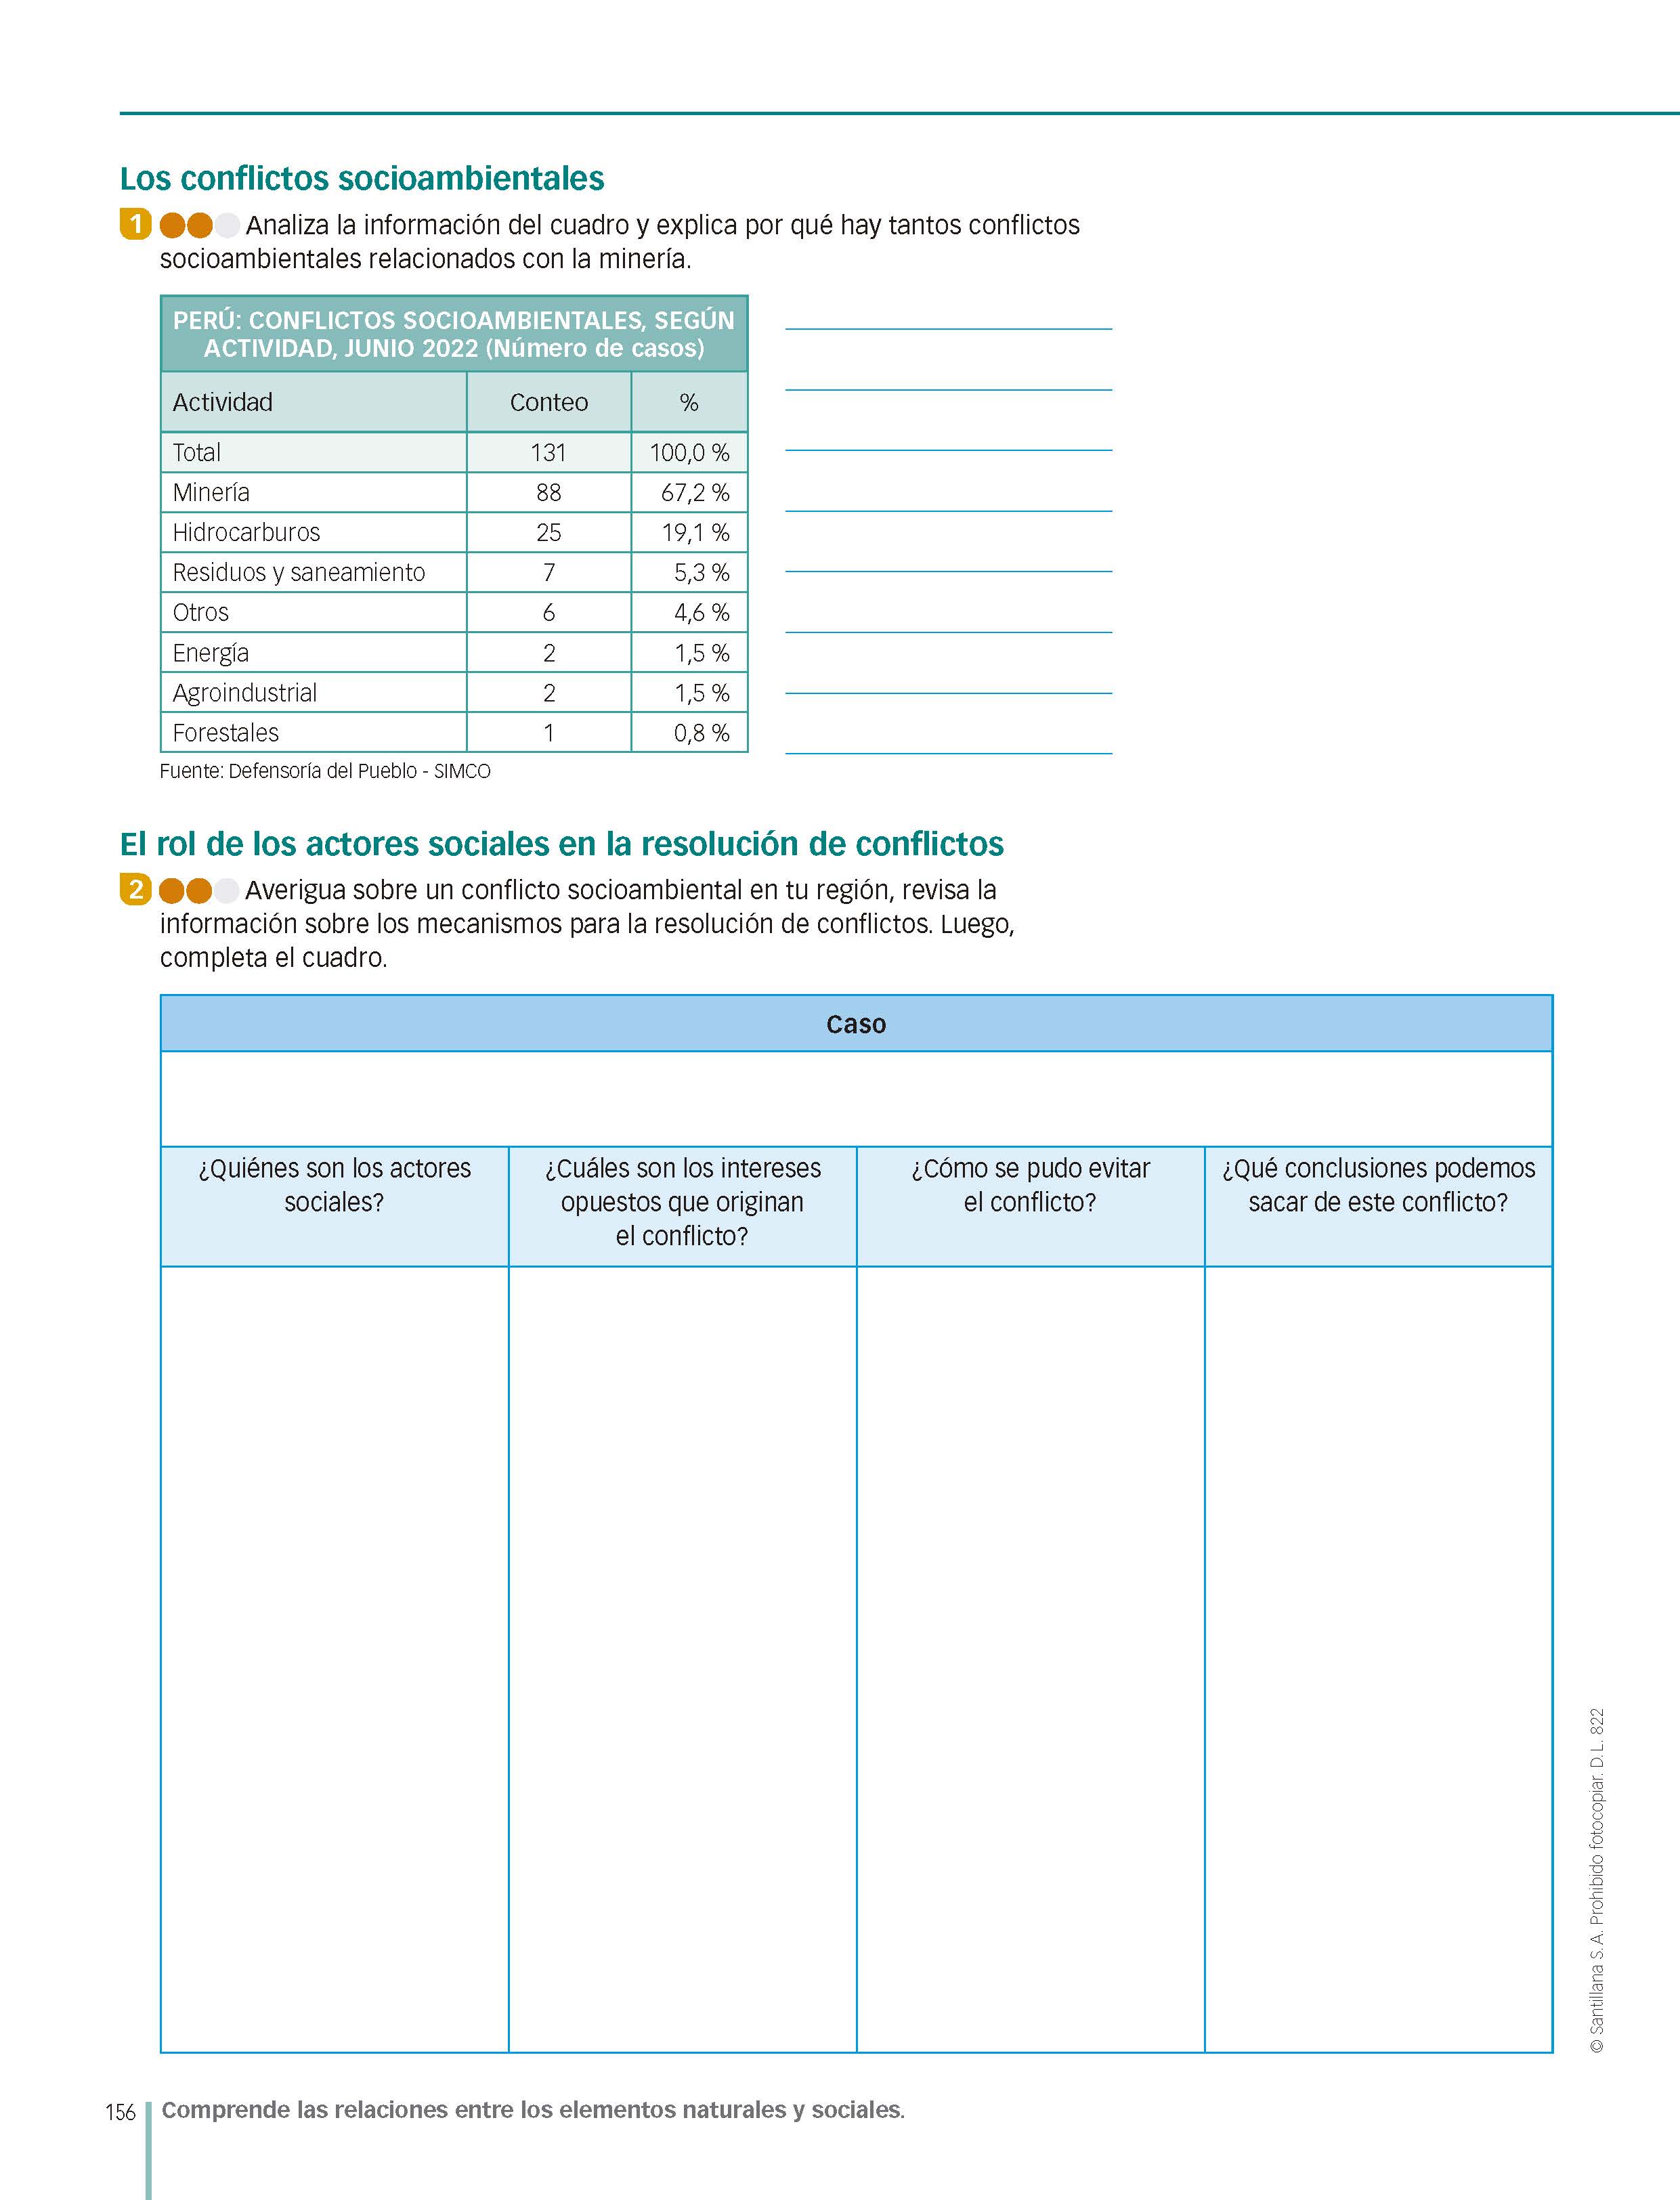 Los conflictos socioambientales
1 Analiza la información del cuadro y explica por qué hay tantos conflictos
socioambientales relacionados con la minería.
PERÚ: CONFLICTOS SOCIOAMBIENTALES, SEGÚN
ACTIVIDAD, JUNIO 2022 (Número de casos)
Actividad Conteo %
Total 131 100,0 %
Minería 88 67,2 %
Hidrocarburos 25 19,1 %
Residuos y saneamiento 7 5,3 %
Otros 6 4,6 %
Energía 2 1,5 %
Agroindustrial 2 1,5 %
Forestales 1 0,8 %
Fuente: Defensoría del Pueblo - SIMCO
El rol de los actores sociales en la resolución de conflictos
2 Averigua sobre un conflicto socioambiental en tu región, revisa la
información sobre los mecanismos para la resolución de conflictos. Luego,
completa el cuadro.
Caso
¿Quiénes son los actores
sociales?
¿Cuáles son los intereses
opuestos que originan
el conflicto?
¿Cómo se pudo evitar
el conflicto?
¿Qué conclusiones podemos
sacar de este conflicto?
© Santillana S. A. Prohibido fotocopiar. D. L. 822
156 Comprende las relaciones entre los elementos naturales y sociales.